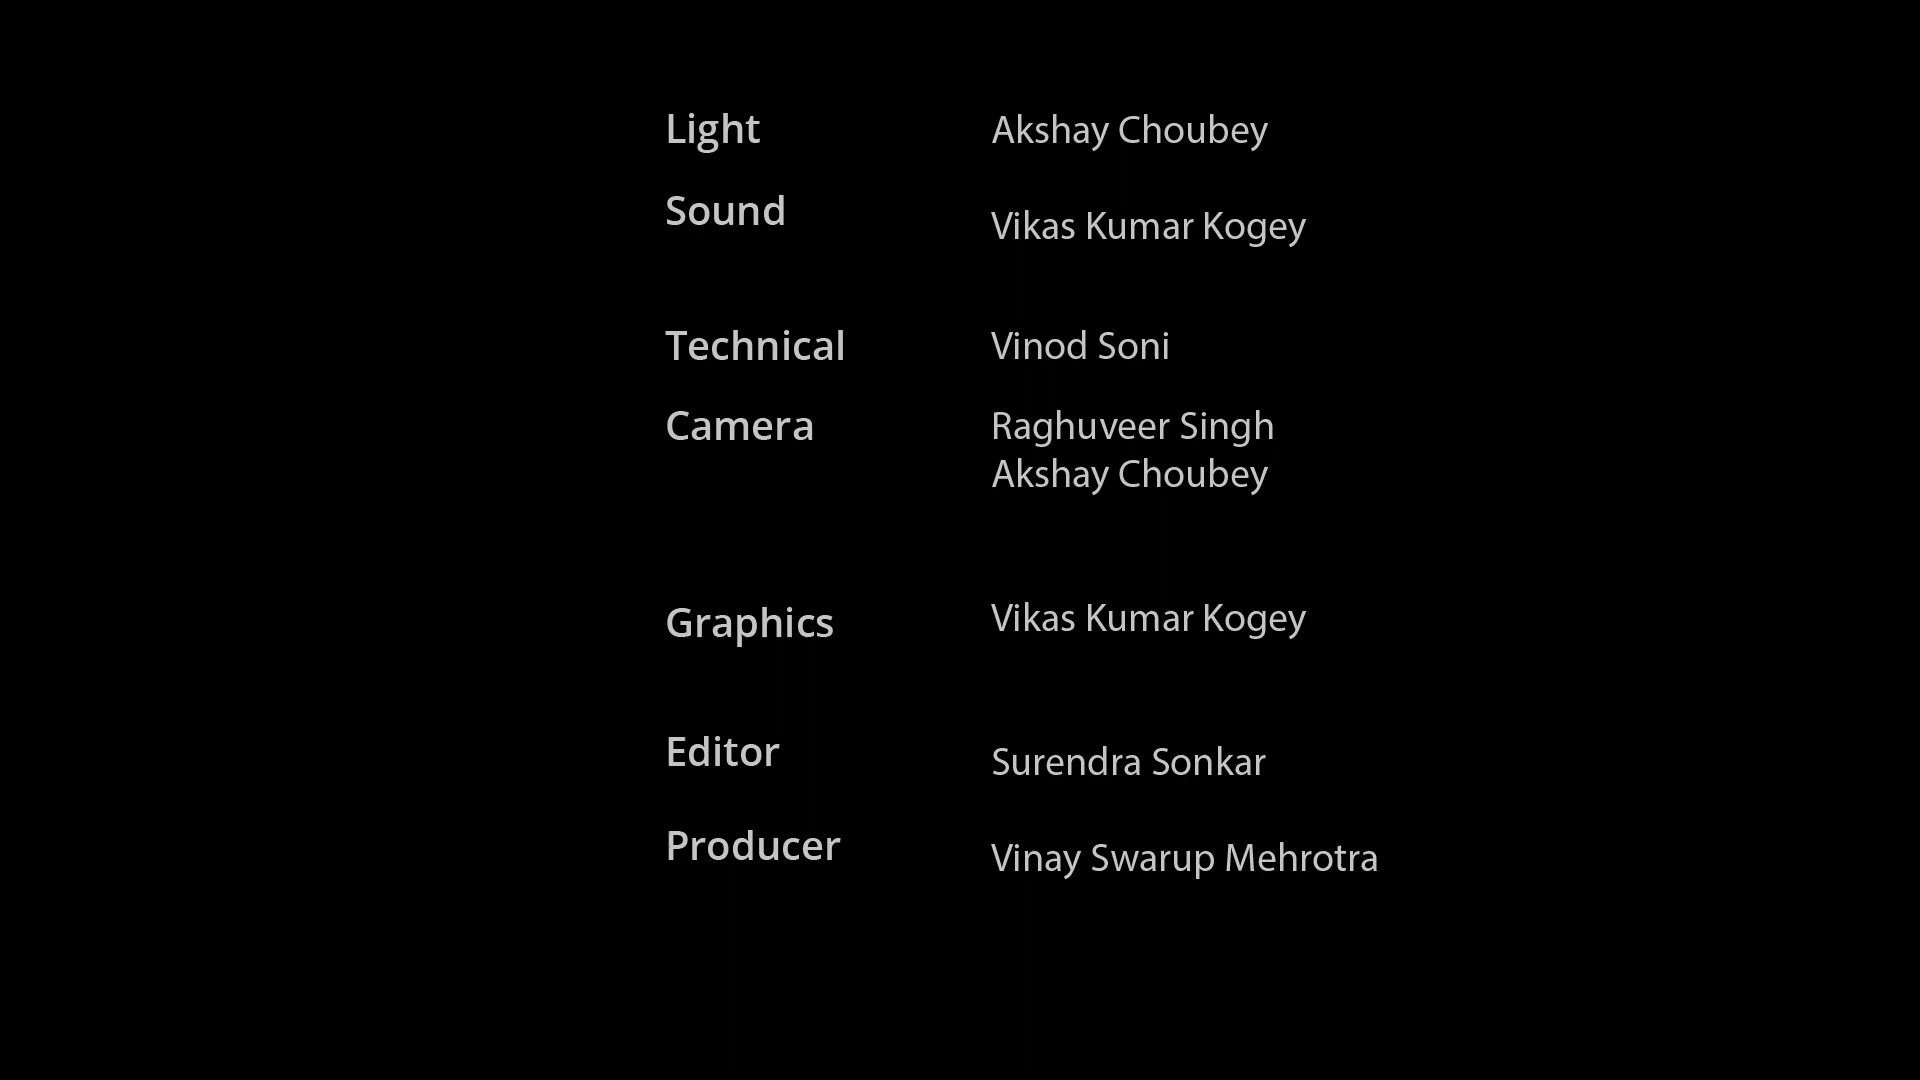 Light Akshay Choubey
Sound Vikas Kumar Kogey
Technical Vinod Soni
Camera Raghuveer Singh
Akshay Choubey
Graphics Vikas Kumar Kogey
Editor Surendra Sonkar
Producer Vinay Swarup Mehrotra